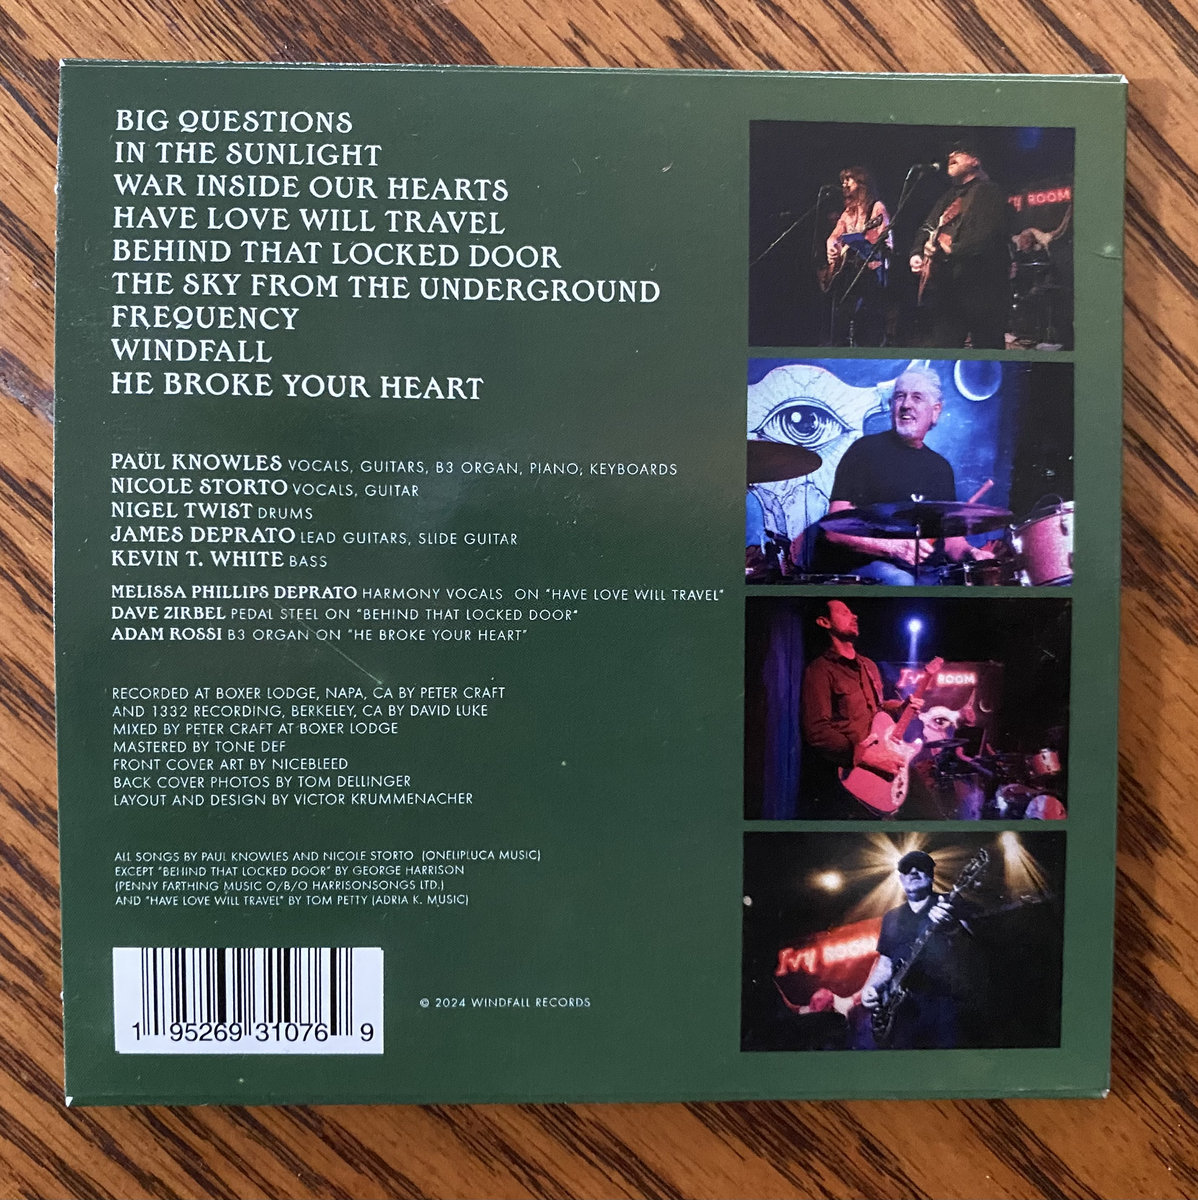 BIG QUESTIONS
IN THE SUNLIGHT
WAR INSIDE OUR HEARTS
HAVE LOVE WILL TRAVEL
BEHIND THAT LOCKED DOOR
THE SKY FROM THE UNDERGROUND
FREQUENCY
WINDFALL
HE BROKE YOUR HEART
PAUL KNOWLES VOCALS, GUITARS, B3 ORGAN, PIANO, KEYBOARDS
NICOLE STORTO VOCALS, GUITAR
NIGEL TWIST DRUMS
JAMES DEPRATO LEAD GUITARS, SLIDE GUITAR
KEVIN T. WHITE BASS
MELISSA PHILLIPS DEPRATO HARMONY VOCALS ON "HAVE LOVE WILL TRAVEL"
DAVE ZIRBEL PEDAL STEEL ON "BEHIND THAT LOCKED DOOR"
ADAM ROSSI B3 ORGAN ON "HE BROKE YOUR HEART"
RECORDED AT BOXER LODGE, NAPA, CA BY PETER CRAFT
AND 1332 RECORDING, BERKELEY, CA BY DAVID LUKE
MIXED BY PETER CRAFT AT BOXER LODGE
MASTERED BY TONE DEF
FRONT COVER ART BY NICEBLEED
BACK COVER PHOTOS BY TOM DELLINGER
LAYOUT AND DESIGN BY VICTOR KRUMMENACHER
ALL SONGS BY PAUL KNOWLES AND NICOLE STORTO (ONELIPLUCA MUSIC)
EXCEPT "BEHIND THAT LOCKED DOOR" BY GEORGE HARRISON
(PENNY FARTHING MUSIC O/B/O HARRISONSONGS LTD.)
AND "HAVE LOVE WILL TRAVEL" BY TOM PETTY (ADRIA K. MUSIC)
1 95269 31076 9
© 2024 WINDFALL RECORDS
ROOM
ROOM
Ivy ROOM